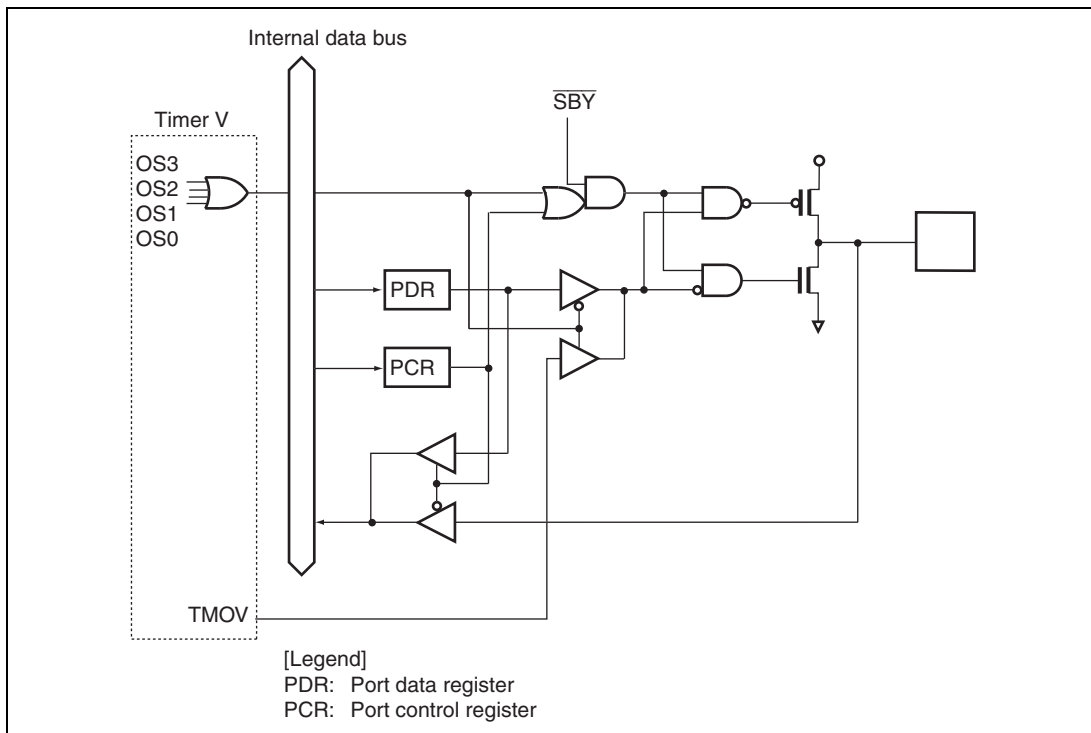 Internal data bus
SBY
Timer V
OS3
OS2
OS1
OS0
PDR
PCR
TMOV
[Legend]
PDR: Port data register
PCR: Port control register